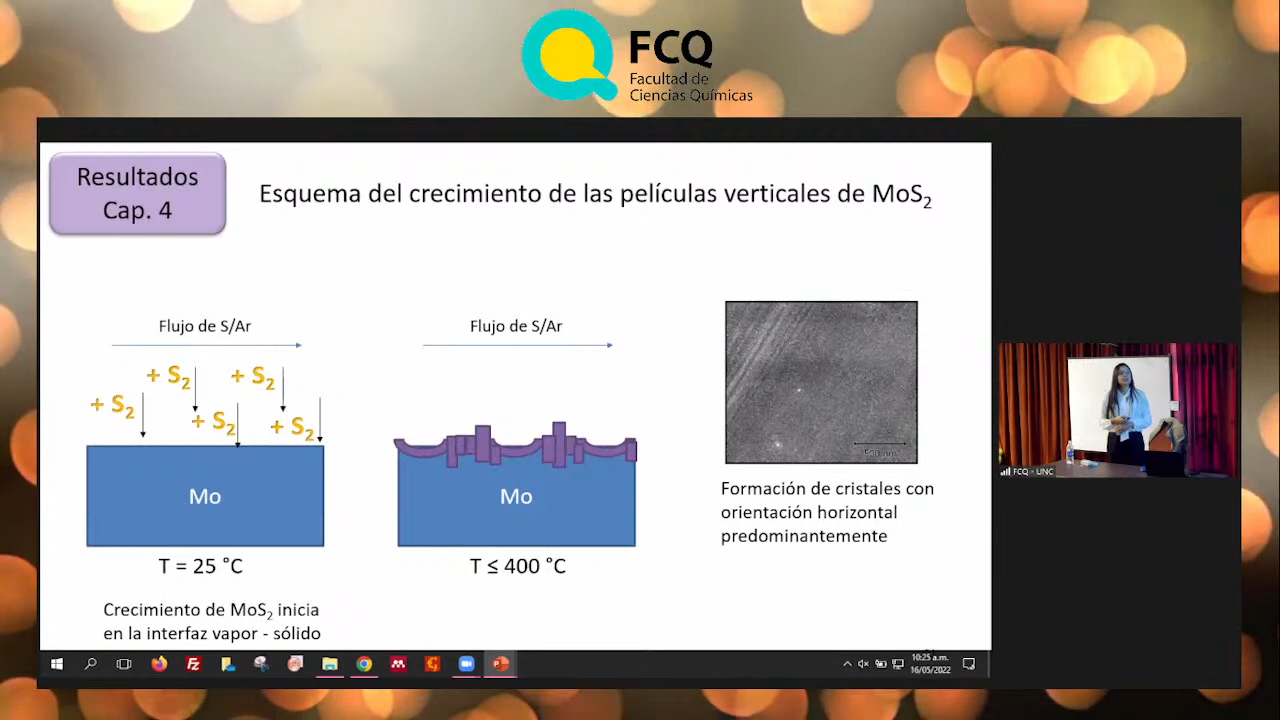 FCQ
Facultad de
Ciencias Químicas
Resultados
Cap. 4
Esquema del crecimiento de las películas verticales de MoS₂
Flujo de S/Ar
+ S₂
+ S₂
+ S₂
+ S₂
+ S₂
Mo
T = 25 °C
Crecimiento de MoS₂ inicia
en la interfaz vapor - sólido
Flujo de S/Ar
Mo
T ≤ 400 °C
500 nm
Formación de cristales con
orientación horizontal
predominantemente
FCQ - UNC
10:25 a.m.
16/05/2022